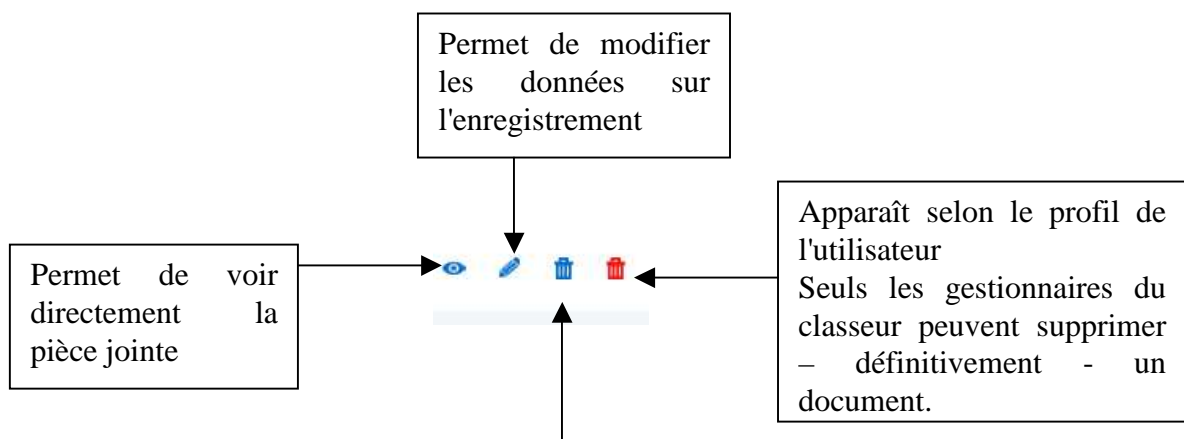 Permet de modifier
les données sur
l'enregistrement
Permet de voir
directement la
pièce jointe
Apparaît selon le profil de
l'utilisateur
Seuls les gestionnaires du
classeur peuvent supprimer
– définitivement - un
document.